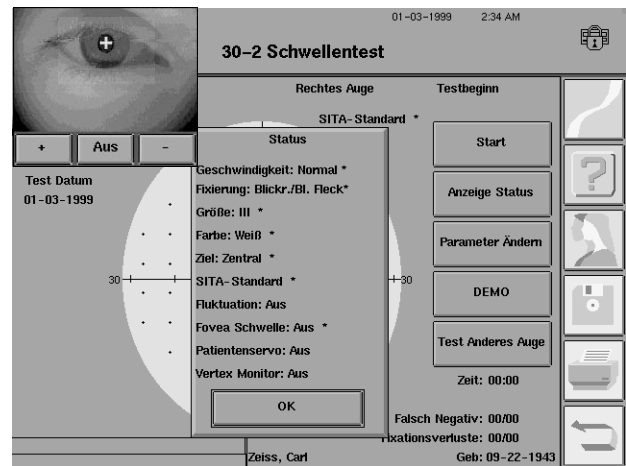 01-03-1999 2:34 AM
30-2 Schwellentest
Rechtes Auge
Testbeginn
SITA-Standard *
+ Aus -
Test Datum
01-03-1999
30
30
Status
Geschwindigkeit: Normal *
Fixierung: Blickr./Bl. Fleck*
Größe: III *
Farbe: Weiß *
Ziel: Zentral *
SITA-Standard *
Fluktuation: Aus
Fovea Schwelle: Aus *
Patientenservo: Aus
Vertex Monitor: Aus
OK
Start
Anzeige Status
Parameter Ändern
DEMO
Test Anderes Auge
Zeit: 00:00
Falsch Negativ: 00/00
00/00
Zeiss, Carl
Geb: 09-22-1943